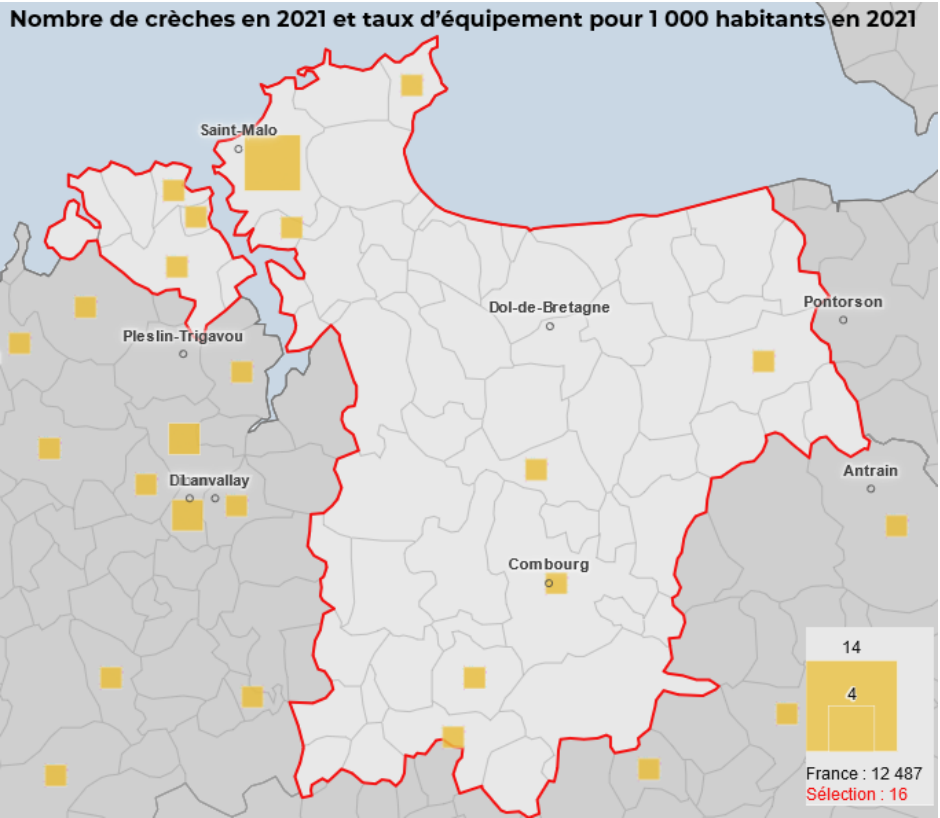 Nombre de crèches en 2021 et taux d'équipement pour 1 000 habitants en 2021
Saint-Malo
Dol-de-Bretagne
Pontorson
Pleslin-Trigavou
Lanvallay
Antrain
Combourg
14
4
France : 12 487
Sélection : 16